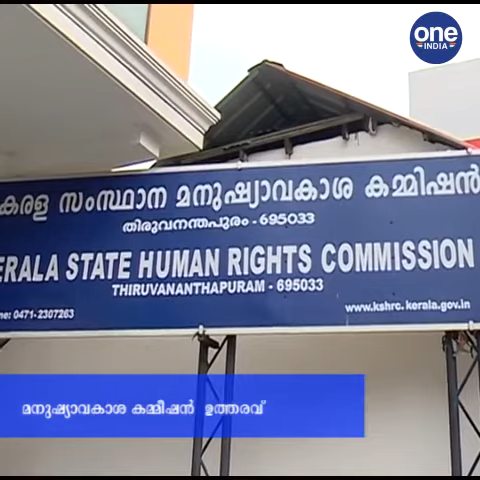 one
INDIA
കരള സംസ്ഥാന മനുഷ്യാവകാശ കമ്മിഷൻ
തിരുവനന്തപുരം - 695033
ERALA STATE HUMAN RIGHTS COMMISSION
THIRUVANANTHAPURAM - 695033
ne: 0471-2307263
www.kshrc.kerala.gov.in
മനുഷ്യാവകാശ കമ്മീഷൻ ഉത്തരവ്